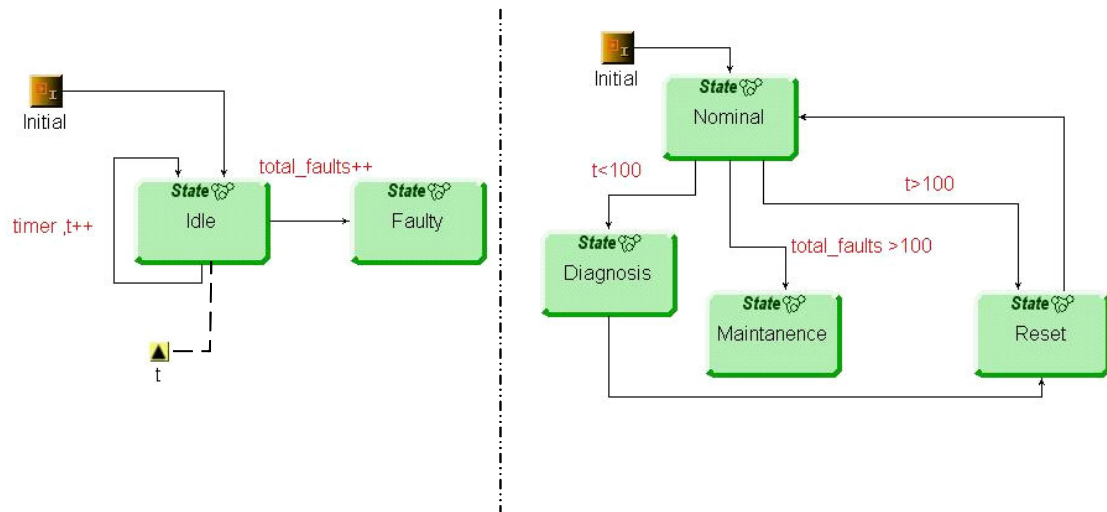 Initial
total_faults++
State
Idle
State
Faulty
timer ,t++
t
Initial
State
Nominal
t<100
t>100
total_faults >100
State
Diagnosis
State
Maintanence
State
Reset